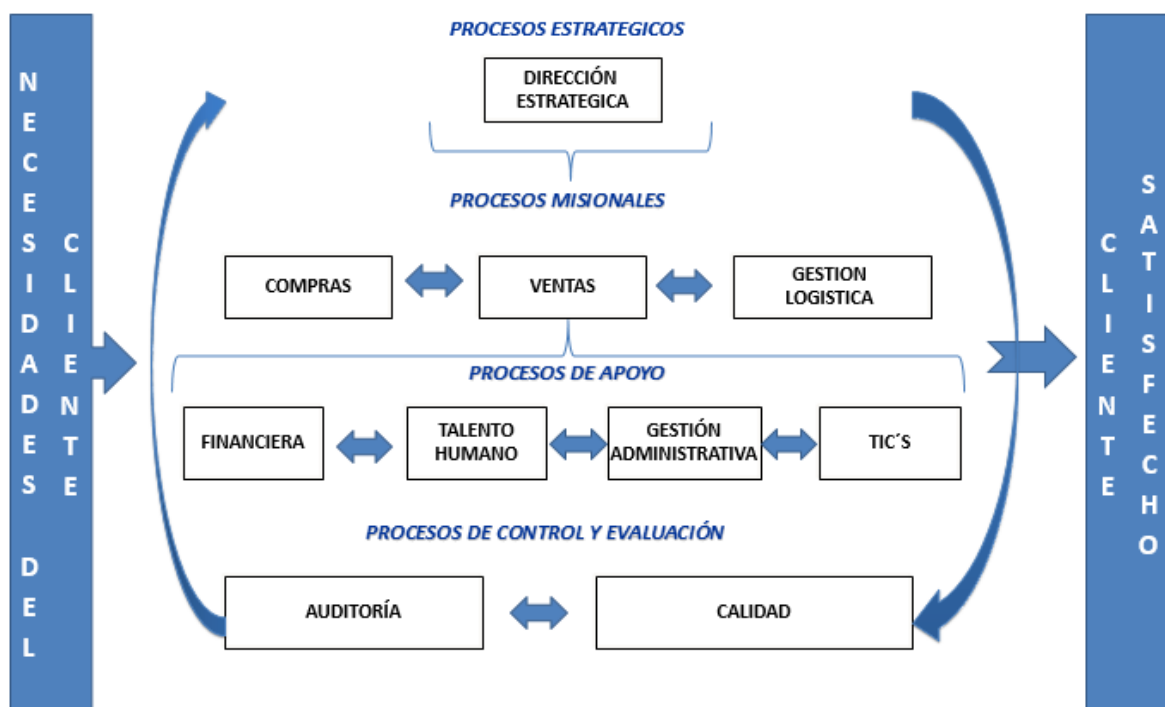 NECESIDADES DEL
CLIENTE
PROCESOS ESTRATEGICOS
DIRECCIÓN
ESTRATEGICA
PROCESOS MISIONALES
COMPRAS
VENTAS
GESTION
LOGISTICA
PROCESOS DE APOYO
FINANCIERA
TALENTO
HUMANO
GESTIÓN
ADMINISTRATIVA
TIC´S
PROCESOS DE CONTROL Y EVALUACIÓN
AUDITORÍA
CALIDAD
CLIENTE
SATISFECHO